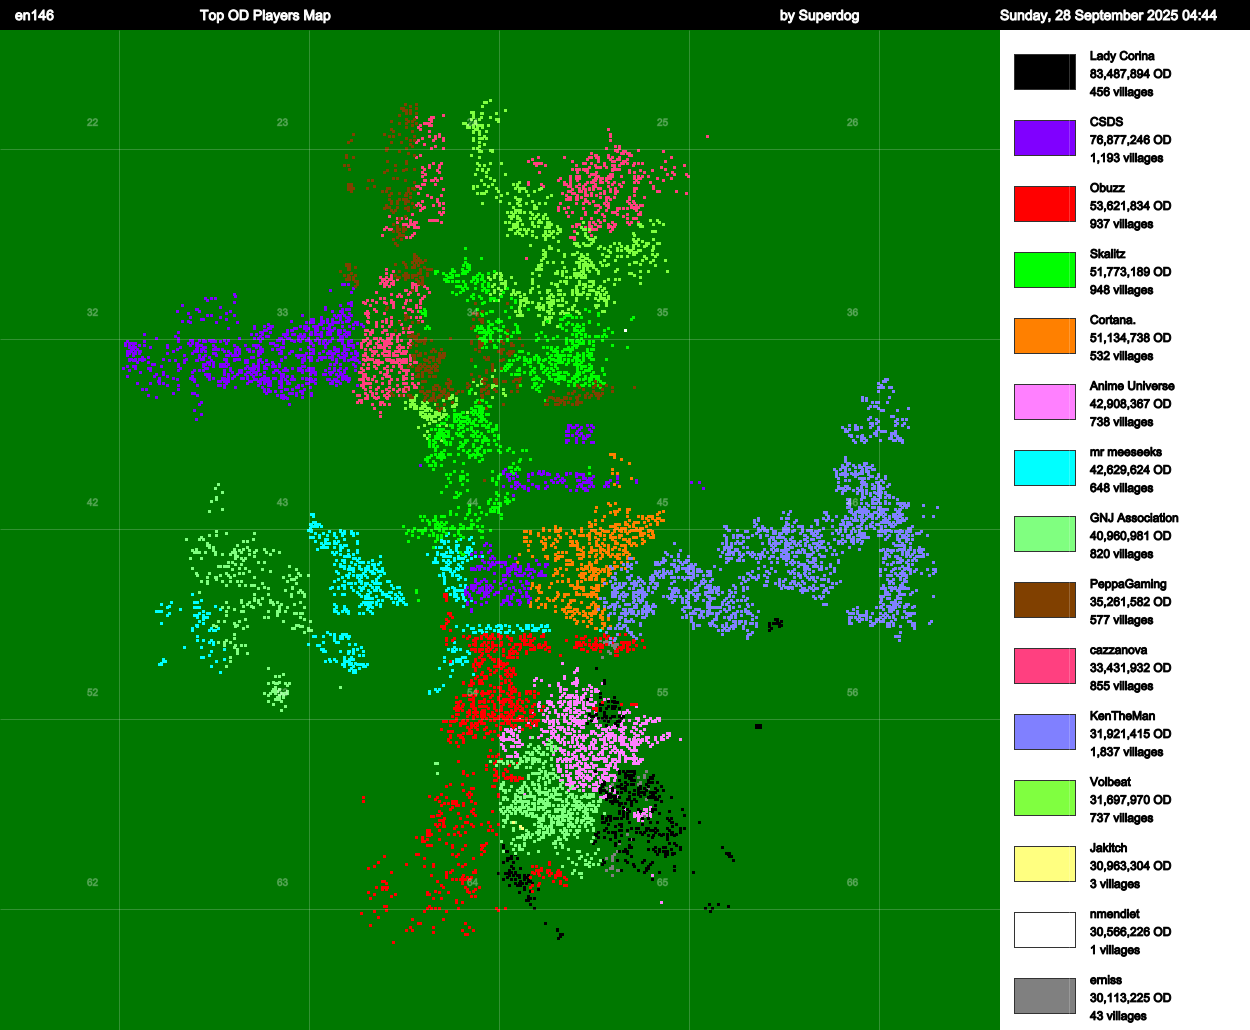 en146 Top OD Players Map by Superdog Sunday, 28 September 2025 04:44
Lady Corina
83,487,894 OD
456 villages
CSDS
76,877,246 OD
1,193 villages
Obuzz
53,621,834 OD
937 villages
Skalitz
51,773,189 OD
948 villages
Cortana.
51,134,738 OD
532 villages
Anime Universe
42,908,367 OD
738 villages
mr meeseeks
42,629,624 OD
648 villages
GNJ Association
40,960,981 OD
820 villages
PeppaGaming
35,261,582 OD
577 villages
cazzanova
33,431,932 OD
855 villages
KenTheMan
31,921,415 OD
1,837 villages
Volbeat
31,697,970 OD
737 villages
Jakitch
30,963,304 OD
3 villages
nmendlet
30,566,226 OD
1 villages
erniss
30,113,225 OD
43 villages
22 23 25 26
32 33 34 35 36
42 43 44 45
52 54 55 56
62 63 64 65 66